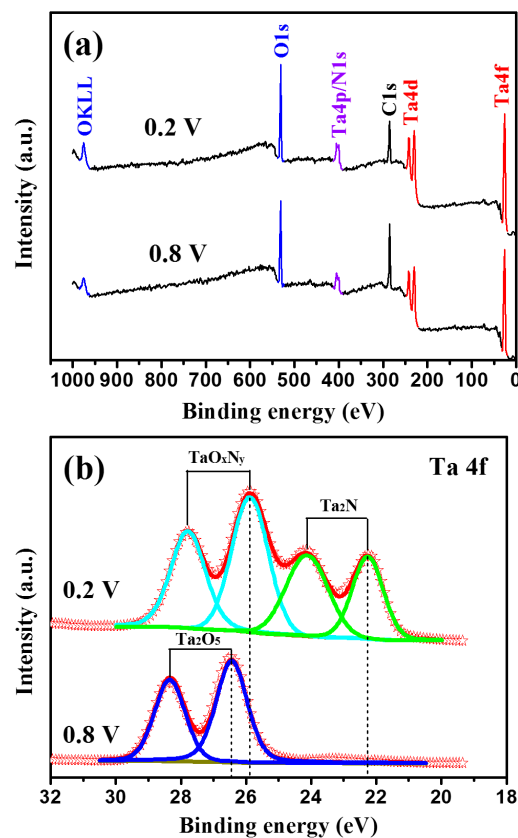 (a)
OKLL
O1s
Ta4p/N1s
C1s
Ta4d
Ta4f
0.2 V
0.8 V
Intensity (a.u.)
1000 900 800 700 600 500 400 300 200 100 0
Binding energy (eV)
(b)
TaOxNy
Ta 4f
Ta2N
0.2 V
Ta2O5
0.8 V
Intensity (a.u.)
32 30 28 26 24 22 20 18
Binding energy (eV)